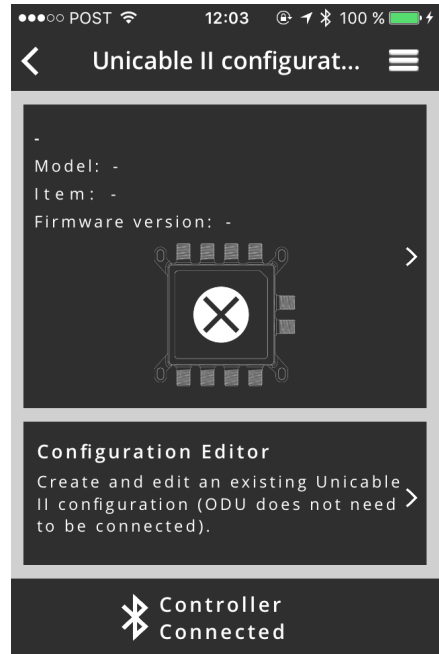 POST 12:03 100 %
Unicable II configurat...
-
Model: -
Item: -
Firmware version: -
Configuration Editor
Create and edit an existing Unicable
II configuration (ODU does not need
to be connected).
Controller
Connected